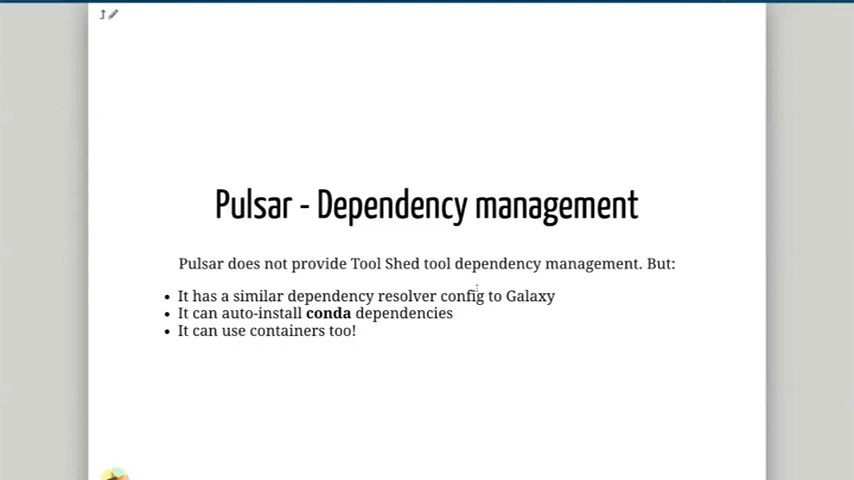 Pulsar - Dependency management
Pulsar does not provide Tool Shed tool dependency management. But:
• It has a similar dependency resolver config to Galaxy
• It can auto-install conda dependencies
• It can use containers too!